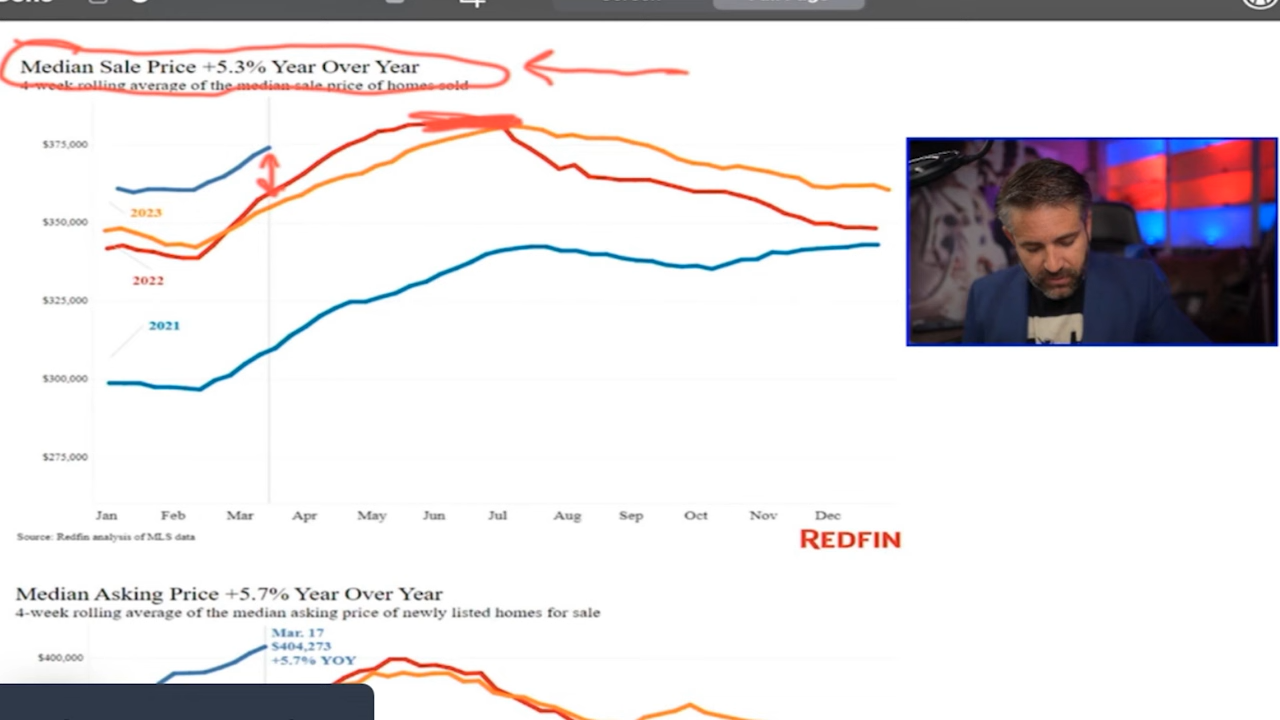 Median Sale Price +5.3% Year Over Year
4-week rolling average of the median sale price of homes sold
$375,000
2023
$350,000
2022
$325,000
2021
$300,000
$275,000
Jan Feb Mar Apr May Jun Jul Aug Sep Oct Nov Dec
Source: Redfin analysis of MLS data
REDFIN
Median Asking Price +5.7% Year Over Year
4-week rolling average of the median asking price of newly listed homes for sale
Mar. 17
$400,000
$404,273
+5.7% YOY